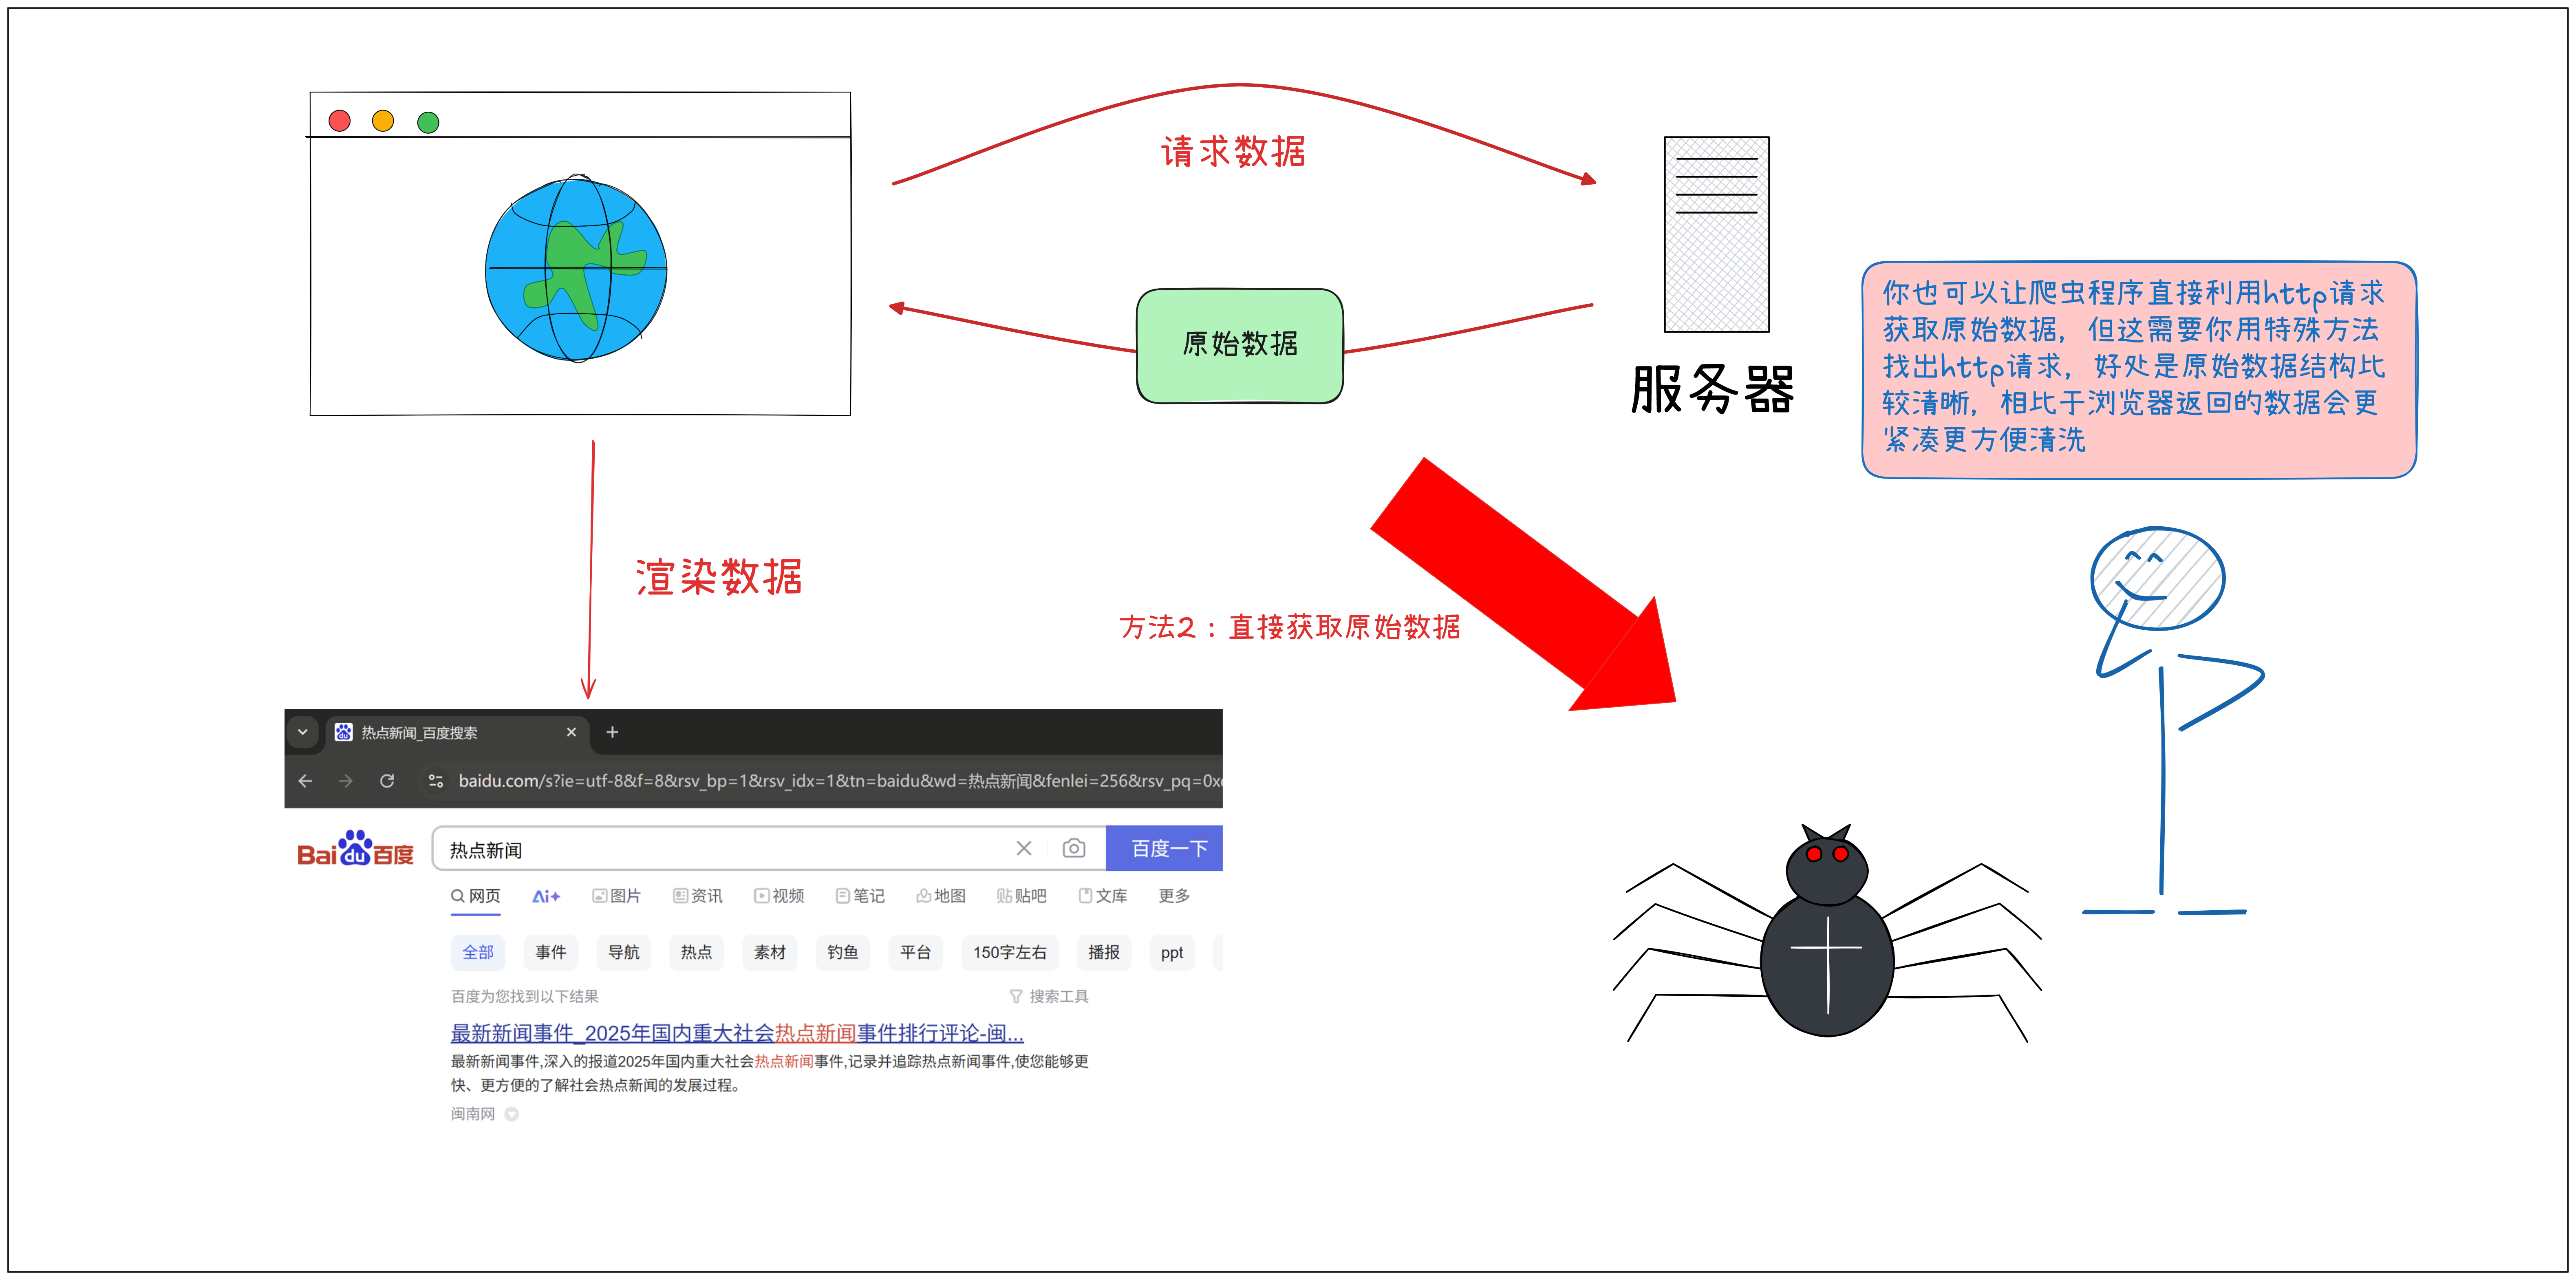 请求数据
原始数据
服务器
你也可以让爬虫程序直接利用http请求
获取原始数据，但这需要你用特殊方法
找出http请求，好处是原始数据结构比
较清晰，相比于浏览器返回的数据会更
紧凑更方便清洗
渲染数据
方法2：直接获取原始数据
热点新闻_百度搜索
baidu.com/s?ie=utf-8&f=8&rsv_bp=1&rsv_idx=1&tn=baidu&wd=热点新闻&fenlei=256&rsv_pq=0x
Bai du 百度
热点新闻
百度一下
网页 Ai+ 图片 资讯 视频 笔记 地图 贴吧 文库 更多
全部 事件 导航 热点 素材 钓鱼 平台 150字左右 播报 ppt
百度为您找到以下结果 搜索工具
最新新闻事件_2025年国内重大社会热点新闻事件排行评论-闽...
最新新闻事件,深入的报道2025年国内重大社会热点新闻事件,记录并追踪热点新闻事件,使您能够更
快、更方便的了解社会热点新闻的发展过程。
闽南网